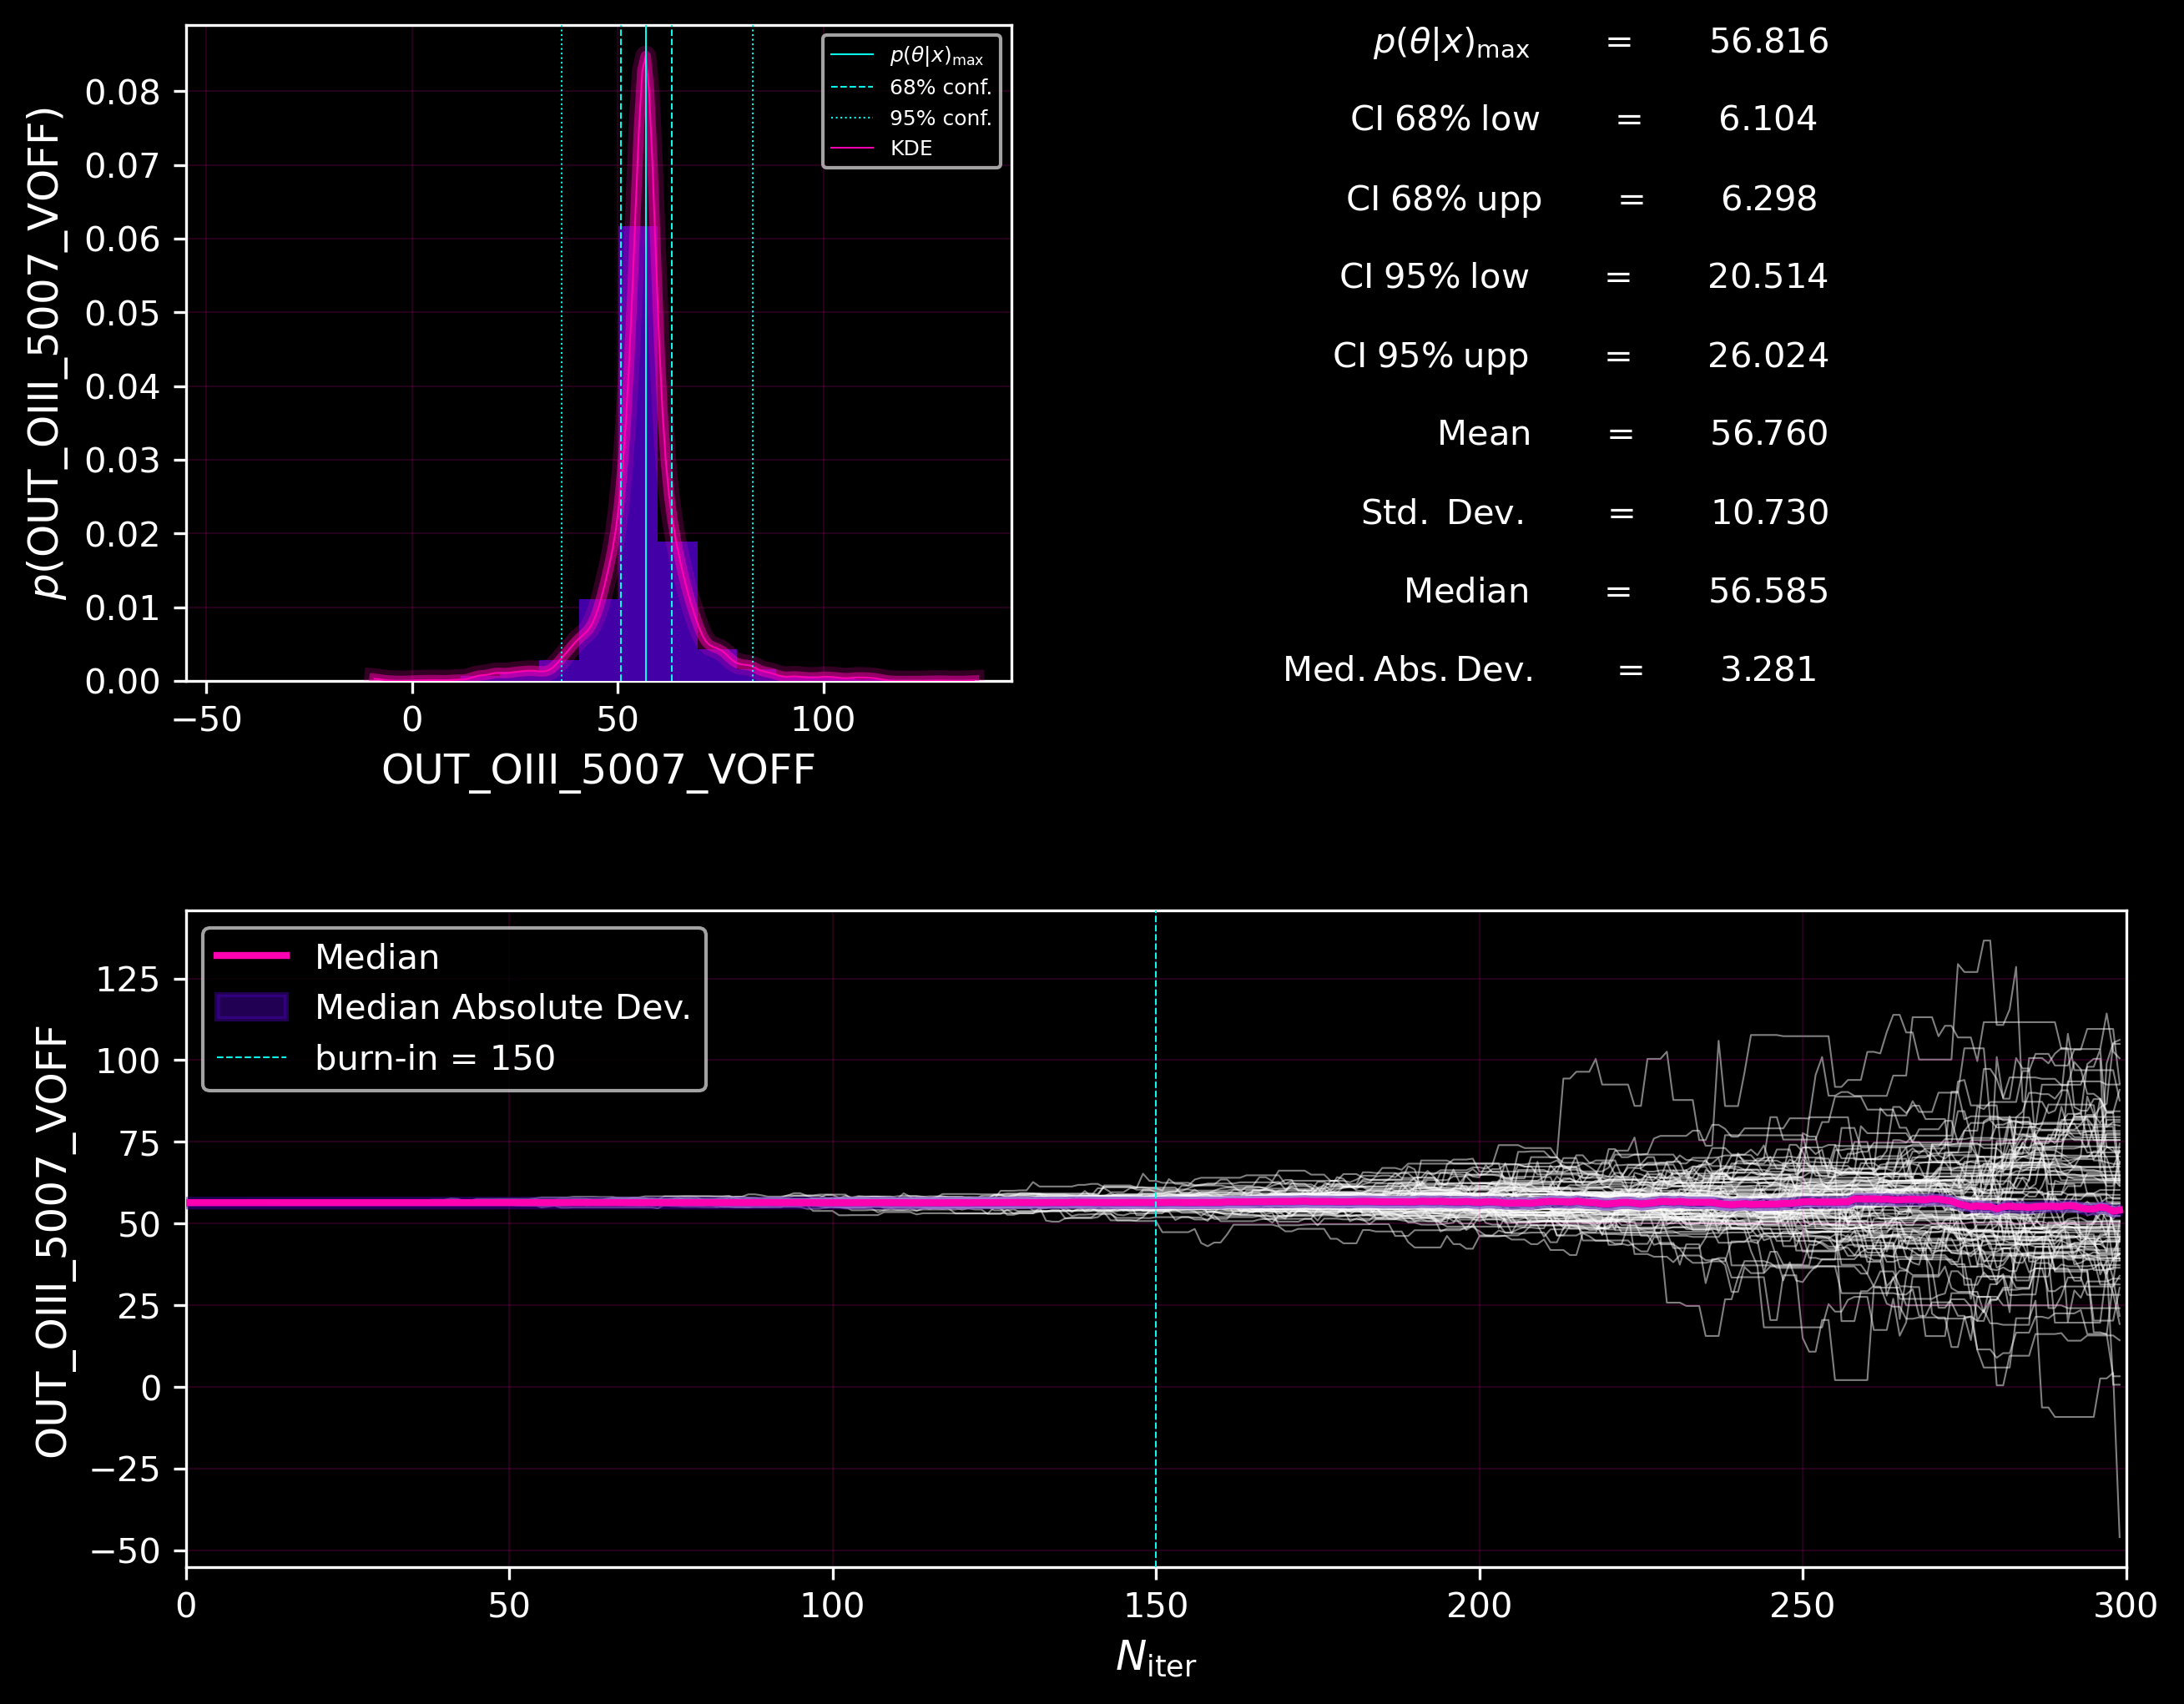 p(OUT_OIII_5007_VOFF)
0.08
0.07
0.06
0.05
0.04
0.03
0.02
0.01
0.00
−50 0 50 100
OUT_OIII_5007_VOFF
p(θ|x)max
68% conf.
95% conf.
KDE
p(θ|x)max = 56.816
CI 68% low = 6.104
CI 68% upp = 6.298
CI 95% low = 20.514
CI 95% upp = 26.024
Mean = 56.760
Std. Dev. = 10.730
Median = 56.585
Med. Abs. Dev. = 3.281
OUT_OIII_5007_VOFF
125
100
75
50
25
0
−25
−50
Median
Median Absolute Dev.
burn-in = 150
0 50 100 150 200 250 300
Niter